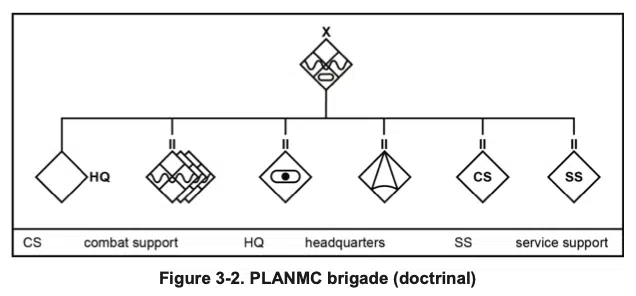 X
II II II II II
HQ CS SS
CS combat support HQ headquarters SS service support
Figure 3-2. PLANMC brigade (doctrinal)